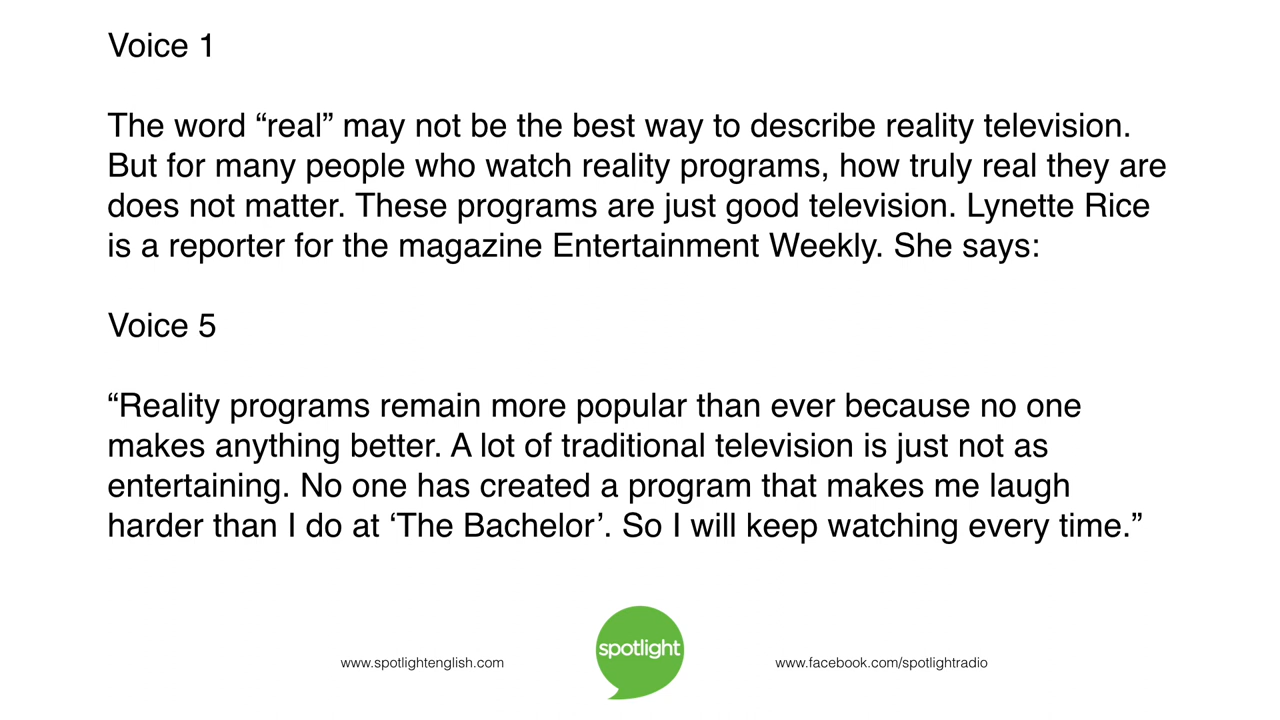 Voice 1
The word “real” may not be the best way to describe reality television.
But for many people who watch reality programs, how truly real they are
does not matter. These programs are just good television. Lynette Rice
is a reporter for the magazine Entertainment Weekly. She says:
Voice 5
“Reality programs remain more popular than ever because no one
makes anything better. A lot of traditional television is just not as
entertaining. No one has created a program that makes me laugh
harder than I do at ‘The Bachelor’. So I will keep watching every time.”
www.spotlightenglish.com
spotlight
www.facebook.com/spotlightradio